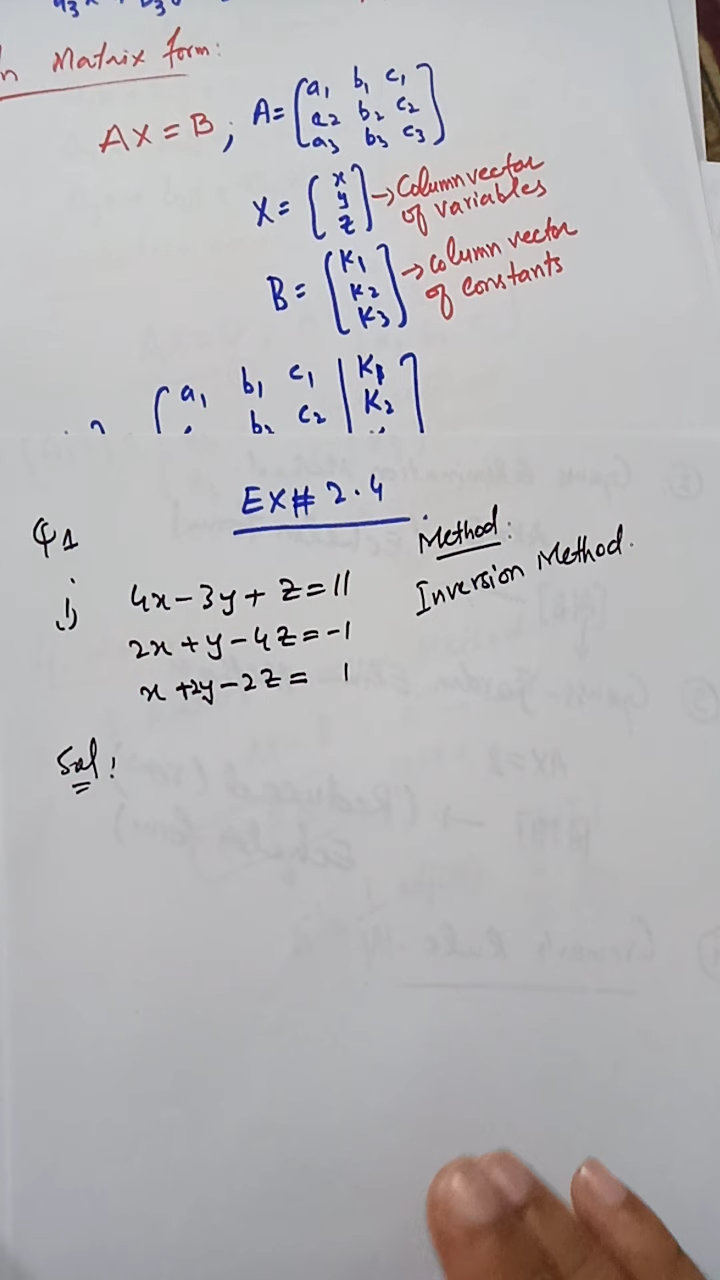 n Matrix form:
AX = B ; A = [a₁ b₁ c₁
a₂ b₂ c₂
a₃ b₃ c₃]
X = [x
y
z] → Column vector of variables
B = [K₁
K₂
K₃] → column vector of constants
[a₁ b₁ c₁ | K₁
b₂ c₂ | K₂]
EX# 2.4
Q1
Method:
Inversion Method.
i) 4x - 3y + z = 11
2x + y - 4z = -1
x + 2y - 2z = 1
Sol: